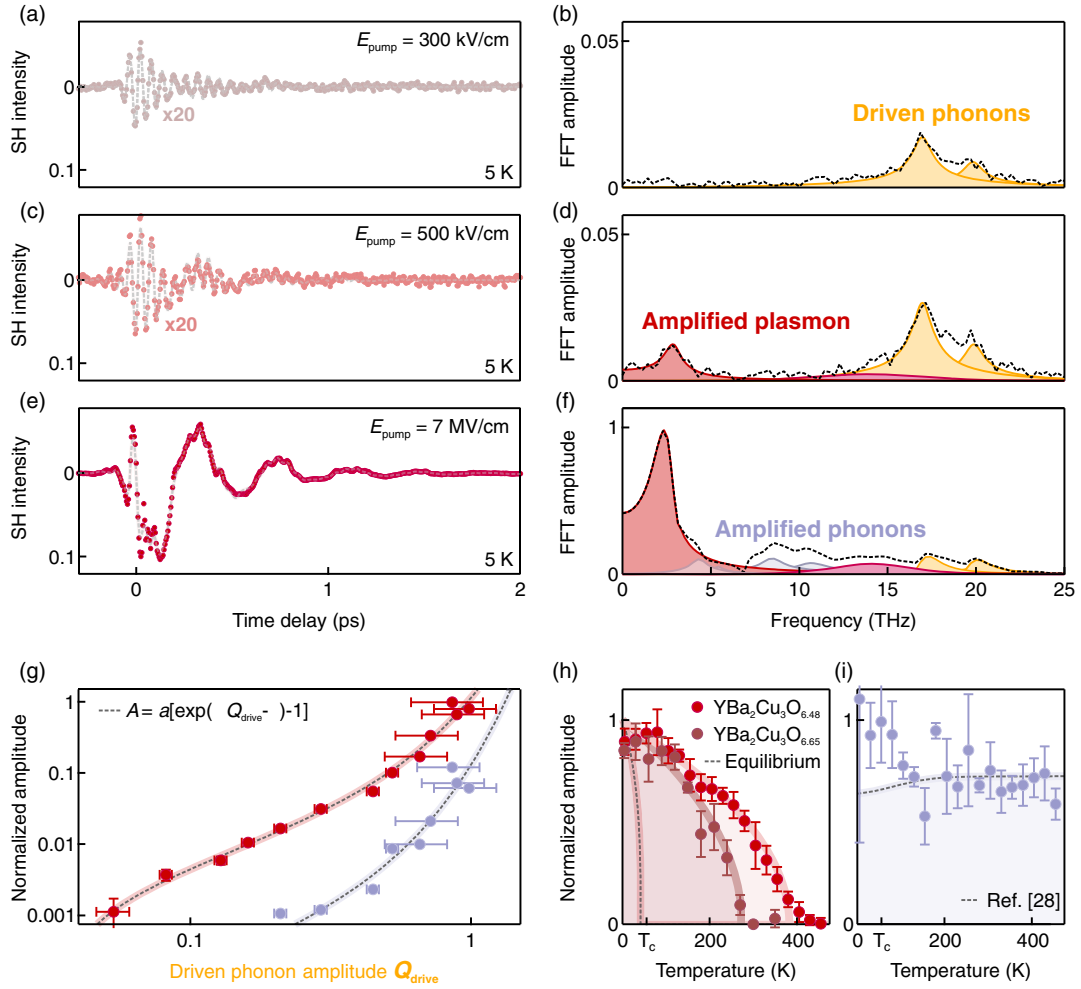 (a)
E_pump = 300 kV/cm
SH intensity
0
0.1
x20
5 K
(b)
0.05
FFT amplitude
0
Driven phonons
(c)
E_pump = 500 kV/cm
SH intensity
0
0.1
x20
5 K
(d)
0.05
FFT amplitude
0
Amplified plasmon
(e)
E_pump = 7 MV/cm
SH intensity
0
0.1
5 K
0 1 2
Time delay (ps)
(f)
1
FFT amplitude
0
Amplified phonons
0 5 10 15 20 25
Frequency (THz)
(g)
A = a[exp( Q_drive- )-1]
Normalized amplitude
1
0.1
0.01
0.001
0.1 1
Driven phonon amplitude Q_drive
(h)
YBa₂Cu₃O₆.₄₈
YBa₂Cu₃O₆.₆₅
Equilibrium
Normalized amplitude
1
0
0 T_c 200 400
Temperature (K)
(i)
1
0
Ref. [28]
0 T_c 200 400
Temperature (K)